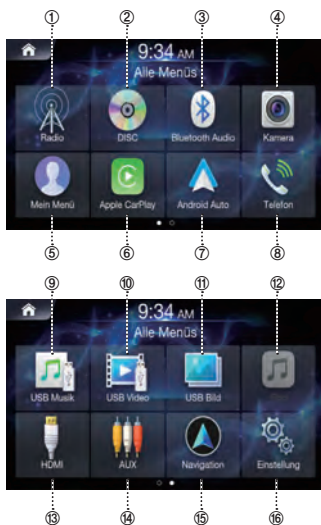 ① ② ③ ④
9:34 AM
Alle Menüs
Radio DISC Bluetooth Audio Kamera
Mein Menü Apple CarPlay Android Auto Telefon
⑤ ⑥ ⑦ ⑧
⑨ ⑩ ⑪ ⑫
9:34 AM
Alle Menüs
USB Musik USB Video USB Bild
HDMI AUX Navigation Einstellung
⑬ ⑭ ⑮ ⑯